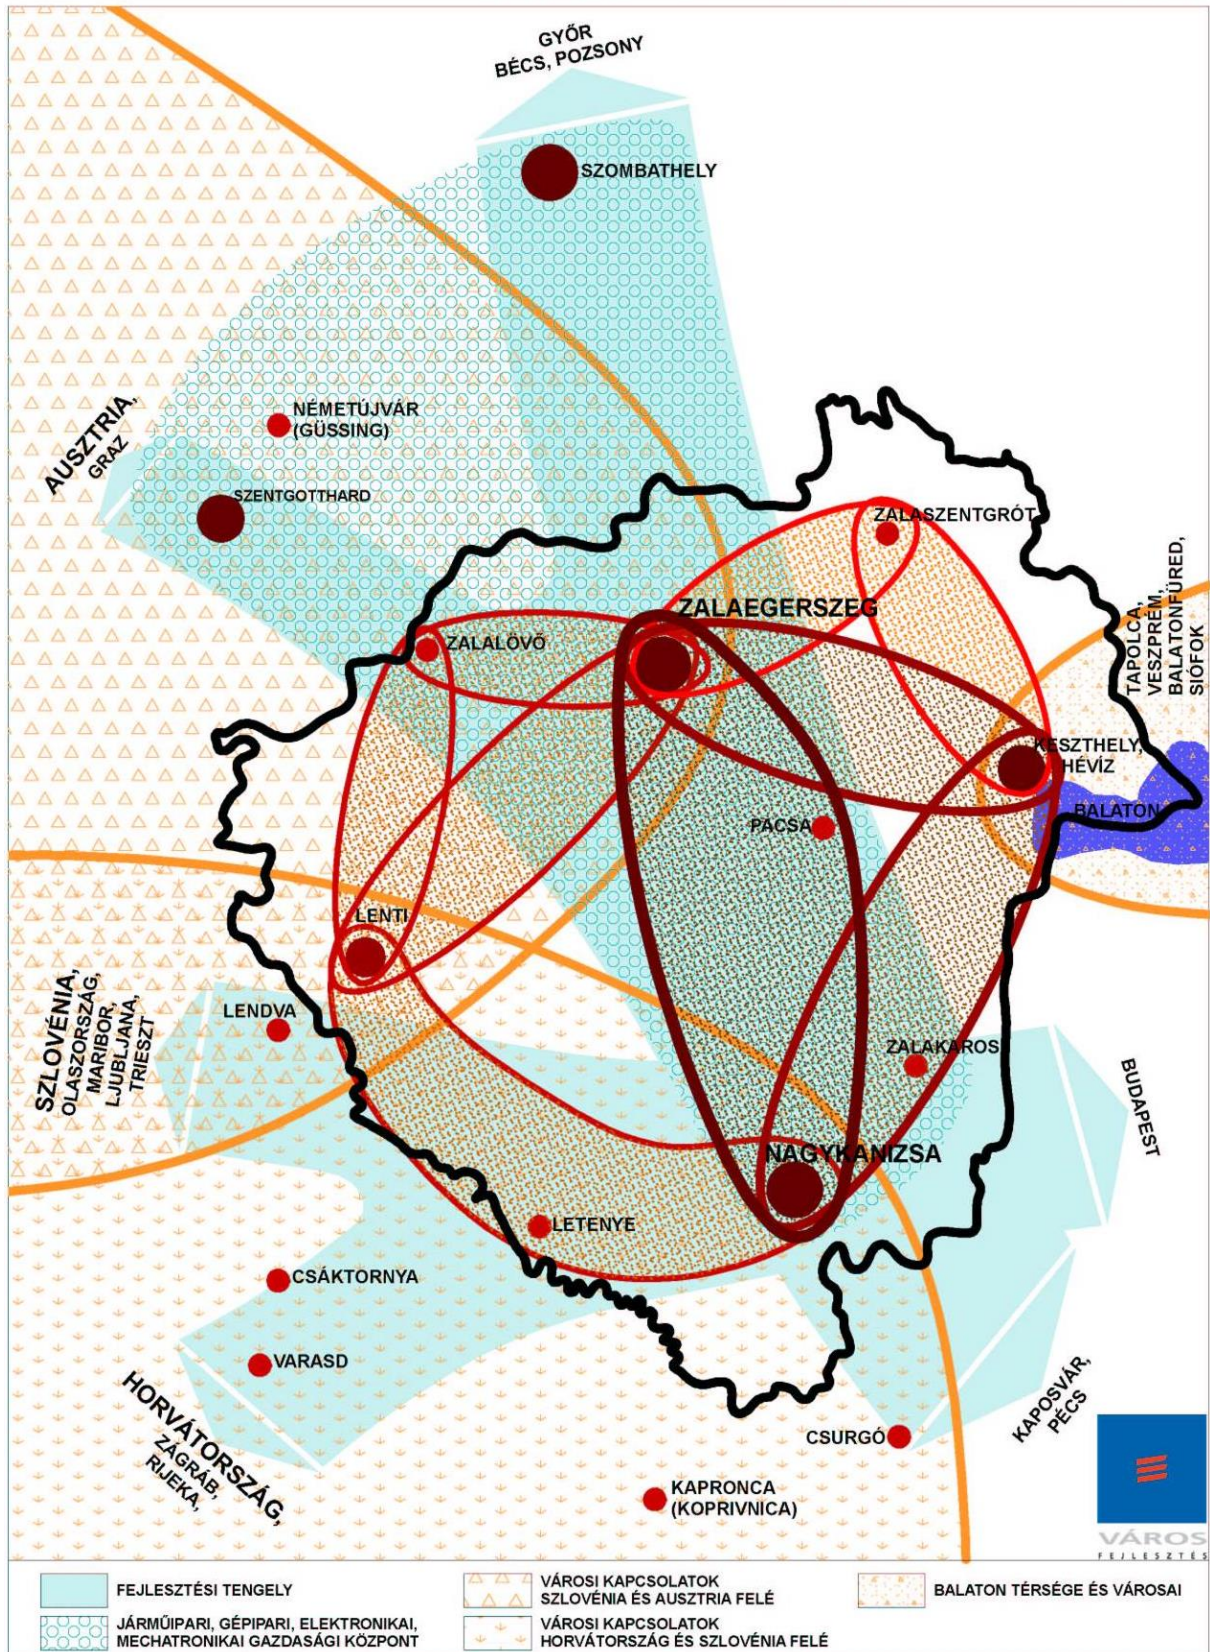 GYŐR
BÉCS, POZSONY
SZOMBATHELY
NÉMETÚJVÁR
(GÜSSING)
AUSZTRIA,
GRAZ
SZENTGOTTHARD
ZALASZENTGRÓT
ZALAEGERSZEG
ZALALÖVŐ
TAPOLCA,
VESZPRÉM,
BALATONFÜRED,
SIÓFOK
KESZTHELY,
HÉVÍZ
BALATON
PACSA
LENTI
LENDVA
SZLOVÉNIA,
OLASZORSZÁG,
MARIBOR,
LJUBLJANA,
TRIESZT
ZALAKAROS
BUDAPEST
NAGYKANIZSA
LETENYE
CSÁKTORNYA
VARASD
HORVÁTORSZÁG,
ZÁGRÁB,
RIJEKA,
KAPOSVÁR,
PÉCS
CSURGÓ
KAPRONCA
(KOPRIVNICA)
VÁROS
FEJLESZTÉS
FEJLESZTÉSI TENGELY
JÁRMŰIPARI, GÉPIPARI, ELEKTRONIKAI,
MECHATRONIKAI GAZDASÁGI KÖZPONT
VÁROSI KAPCSOLATOK
SZLOVÉNIA ÉS AUSZTRIA FELÉ
VÁROSI KAPCSOLATOK
HORVÁTORSZÁG ÉS SZLOVÉNIA FELÉ
BALATON TÉRSÉGE ÉS VÁROSAI